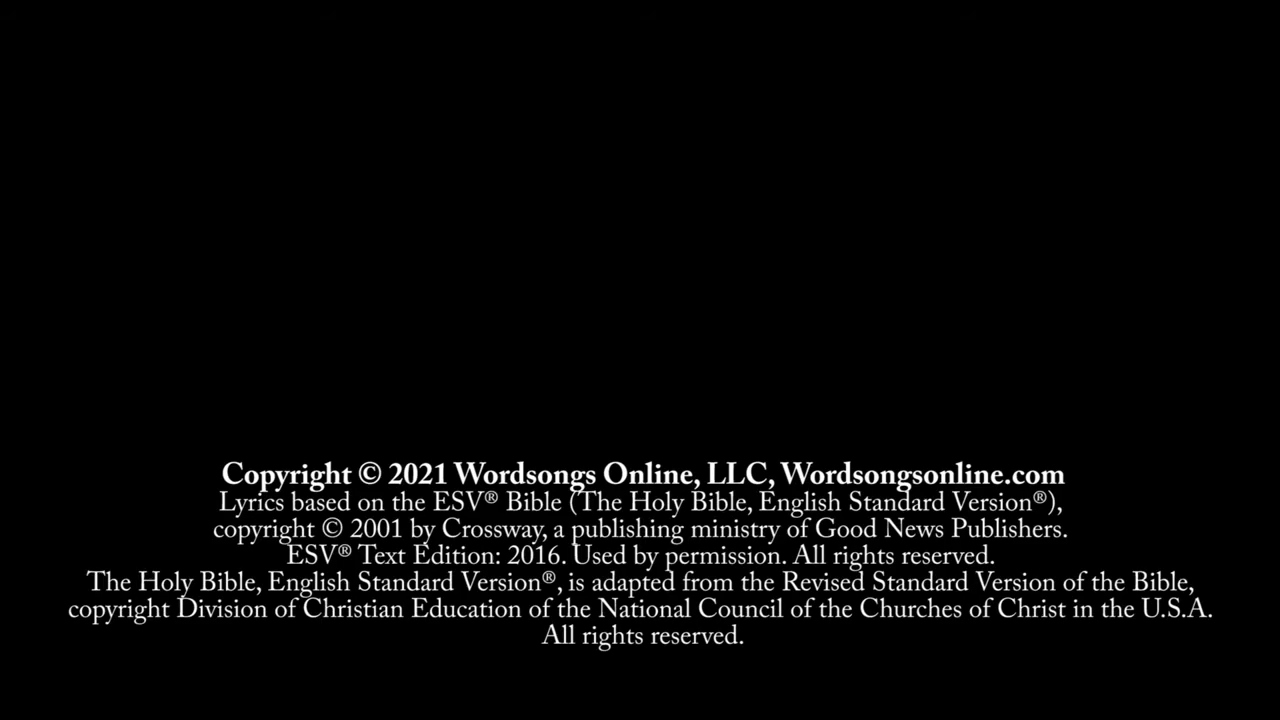 Copyright © 2021 Wordsongs Online, LLC, Wordsongsonline.com
Lyrics based on the ESV® Bible (The Holy Bible, English Standard Version®),
copyright © 2001 by Crossway, a publishing ministry of Good News Publishers.
ESV® Text Edition: 2016. Used by permission. All rights reserved.
The Holy Bible, English Standard Version®, is adapted from the Revised Standard Version of the Bible,
copyright Division of Christian Education of the National Council of the Churches of Christ in the U.S.A.
All rights reserved.